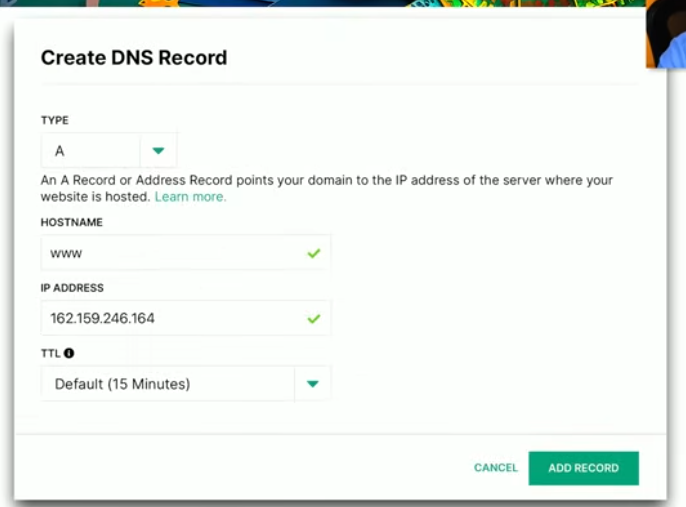 Create DNS Record
TYPE
A
An A Record or Address Record points your domain to the IP address of the server where your
website is hosted. Learn more.
HOSTNAME
www
IP ADDRESS
162.159.246.164
TTL
Default (15 Minutes)
CANCEL
ADD RECORD